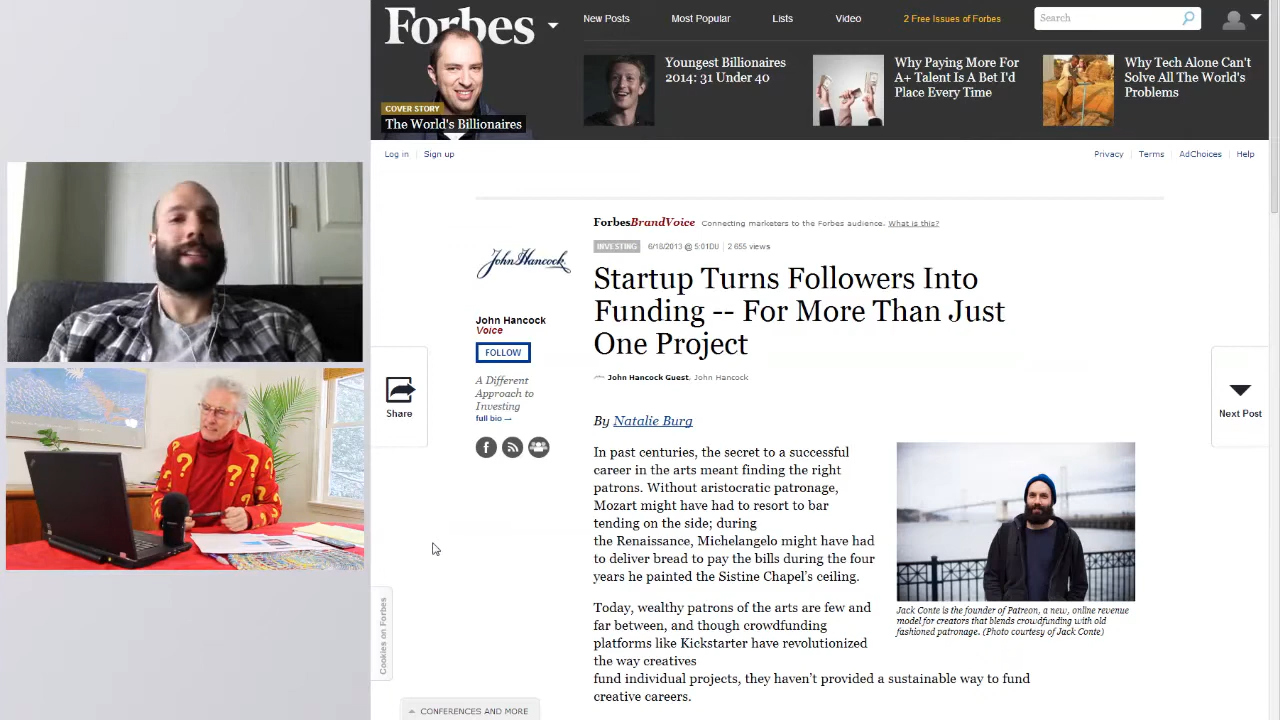 Forbes
New Posts
Most Popular
Lists
Video
2 Free Issues of Forbes
Search
COVER STORY
The World's Billionaires
Youngest Billionaires
2014: 31 Under 40
Why Paying More For
A+ Talent Is A Bet I'd
Place Every Time
Why Tech Alone Can't
Solve All The World's
Problems
Log in
Sign up
Privacy
Terms
AdChoices
Help
ForbesBrandVoice Connecting marketers to the Forbes audience. What is this?
INVESTING 6/18/2013 @ 5:01DU 2 655 views
Startup Turns Followers Into
Funding -- For More Than Just
One Project
John Hancock Guest, John Hancock
John Hancock
John Hancock
Voice
FOLLOW
A Different
Approach to
Investing
full bio →
Share
Next Post
By Natalie Burg
In past centuries, the secret to a successful
career in the arts meant finding the right
patrons. Without aristocratic patronage,
Mozart might have had to resort to bar
tending on the side; during
the Renaissance, Michelangelo might have had
to deliver bread to pay the bills during the four
years he painted the Sistine Chapel's ceiling.
Jack Conte is the founder of Patreon, a new, online revenue
model for creators that blends crowdfunding with old
fashioned patronage. (Photo courtesy of Jack Conte)
Today, wealthy patrons of the arts are few and
far between, and though crowdfunding
platforms like Kickstarter have revolutionized
the way creatives
fund individual projects, they haven't provided a sustainable way to fund
creative careers.
Cookies on Forbes
CONFERENCES AND MORE